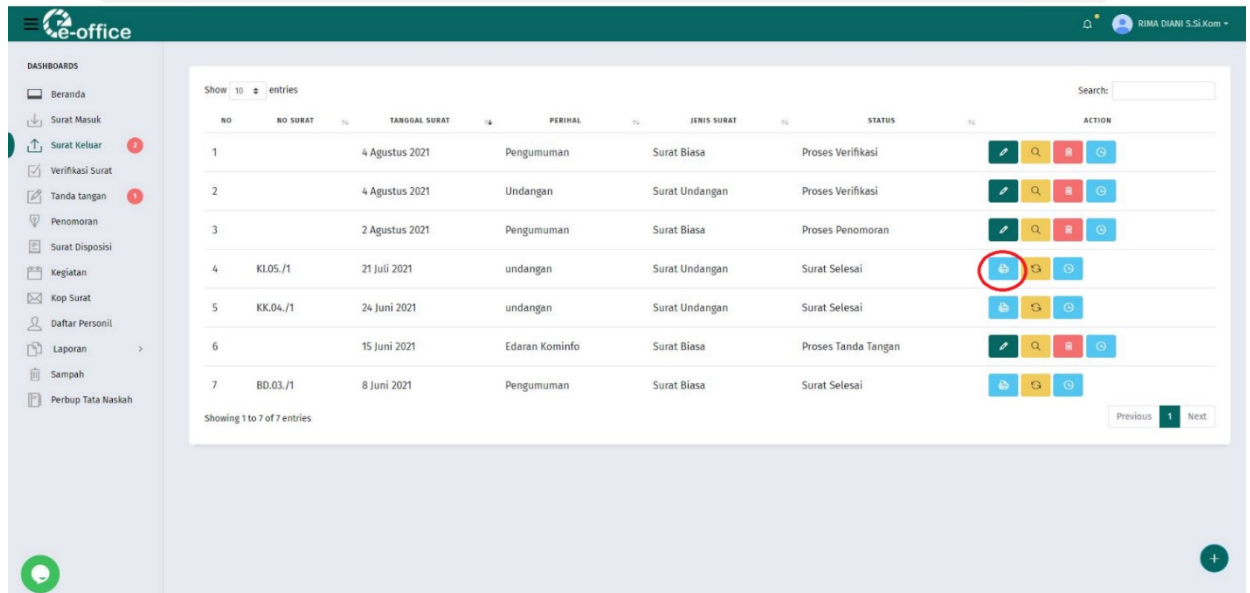 e-office
RIMA DIANI S.Si.Kom
DASHBOARDS
Beranda
Surat Masuk
Surat Keluar 2
Verifikasi Surat
Tanda tangan 1
Penomoran
Surat Disposisi
Kegiatan
Kop Surat
Daftar Personil
Laporan
Sampah
Perbup Tata Naskah
Show 10 entries Search:
NO NO SURAT TANGGAL SURAT PERIHAL JENIS SURAT STATUS ACTION
1 4 Agustus 2021 Pengumuman Surat Biasa Proses Verifikasi
2 4 Agustus 2021 Undangan Surat Undangan Proses Verifikasi
3 2 Agustus 2021 Pengumuman Surat Biasa Proses Penomoran
4 KI.05./1 21 Juli 2021 undangan Surat Undangan Surat Selesai
5 KK.04./1 24 Juni 2021 undangan Surat Undangan Surat Selesai
6 15 Juni 2021 Edaran Kominfo Surat Biasa Proses Tanda Tangan
7 BD.03./1 8 Juni 2021 Pengumuman Surat Biasa Surat Selesai
Showing 1 to 7 of 7 entries Previous 1 Next